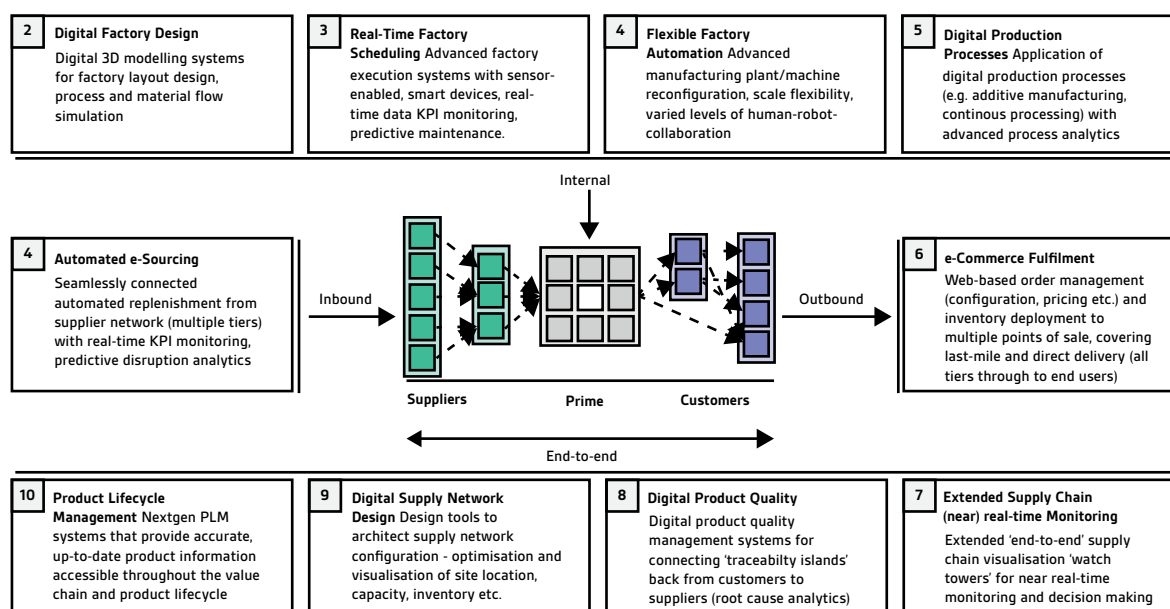 2
Digital Factory Design
Digital 3D modelling systems
for factory layout design,
process and material flow
simulation
3
Real-Time Factory
Scheduling Advanced factory
execution systems with sensor-
enabled, smart devices, real-
time data KPI monitoring,
predictive maintenance.
4
Flexible Factory
Automation Advanced
manufacturing plant/machine
reconfiguration, scale flexibility,
varied levels of human-robot-
collaboration
5
Digital Production
Processes Application of
digital production processes
(e.g. additive manufacturing,
continous processing) with
advanced process analytics
Internal
4
Automated e-Sourcing
Seamlessly connected
automated replenishment from
supplier network (multiple tiers)
with real-time KPI monitoring,
predictive disruption analytics
Inbound
Outbound
6
e-Commerce Fulfilment
Web-based order management
(configuration, pricing etc.) and
inventory deployment to
multiple points of sale, covering
last-mile and direct delivery (all
tiers through to end users)
Suppliers
Prime
Customers
End-to-end
10
Product Lifecycle
Management Nextgen PLM
systems that provide accurate,
up-to-date product information
accessible throughout the value
chain and product lifecycle
9
Digital Supply Network
Design Design tools to
architect supply network
configuration - optimisation and
visualisation of site location,
capacity, inventory etc.
8
Digital Product Quality
Digital product quality
management systems for
connecting ‘traceabilty islands’
back from customers to
suppliers (root cause analytics)
7
Extended Supply Chain
(near) real-time Monitoring
Extended ‘end-to-end’ supply
chain visualisation ‘watch
towers’ for near real-time
monitoring and decision making